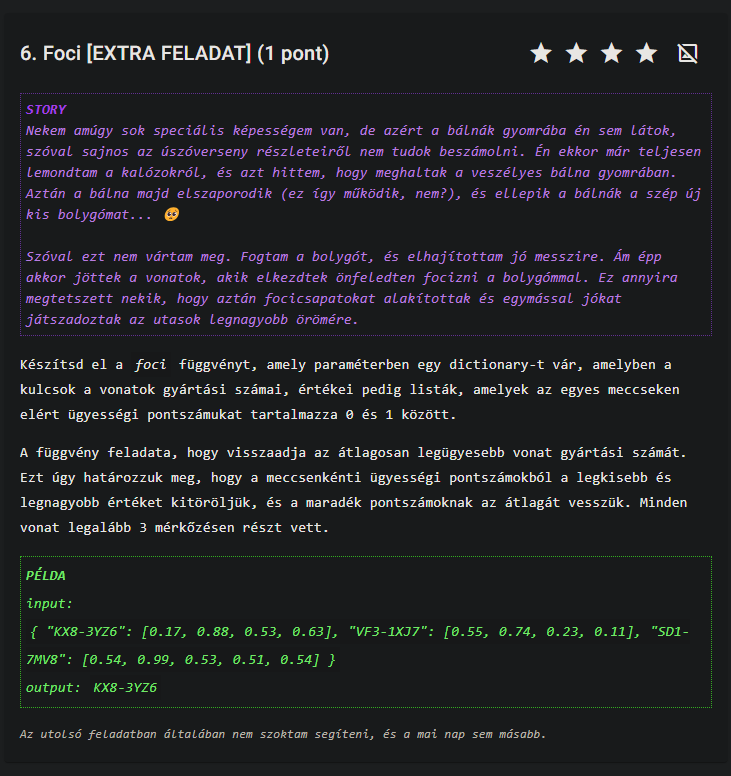 6. Foci [EXTRA FELADAT] (1 pont)
STORY
Nekem amúgy sok speciális képességem van, de azért a bálnák gyomrába én sem látok,
szóval sajnos az úszóverseny részleteiről nem tudok beszámolni. Én ekkor már teljesen
lemondtam a kalózokról, és azt hittem, hogy meghaltak a veszélyes bálna gyomrában.
Aztán a bálna majd elszaporodik (ez így működik, nem?), és ellepik a bálnák a szép új
kis bolygómat... 🥺
Szóval ezt nem vártam meg. Fogtam a bolygót, és elhajítottam jó messzire. Ám épp
akkor jöttek a vonatok, akik elkezdtek önfeledten focizni a bolygómmal. Ez annyira
megtetszett nekik, hogy aztán focicsapatokat alakítottak és egymással jókat
játszadoztak az utasok legnagyobb örömére.
Készítsd el a foci függvényt, amely paraméterben egy dictionary-t vár, amelyben a
kulcsok a vonatok gyártási számai, értékei pedig listák, amelyek az egyes meccseken
elért ügyességi pontszámukat tartalmazza 0 és 1 között.
A függvény feladata, hogy visszaadja az átlagosan legügyesebb vonat gyártási számát.
Ezt úgy határozzuk meg, hogy a meccsenkénti ügyességi pontszámokból a legkisebb és
legnagyobb értéket kitöröljük, és a maradék pontszámoknak az átlagát vesszük. Minden
vonat legalább 3 mérkőzésen részt vett.
PÉLDA
input:
{ "KX8-3YZ6": [0.17, 0.88, 0.53, 0.63], "VF3-1XJ7": [0.55, 0.74, 0.23, 0.11], "SD1-
7MV8": [0.54, 0.99, 0.53, 0.51, 0.54] }
output: KX8-3YZ6
Az utolsó feladatban általában nem szoktam segíteni, és a mai nap sem másabb.